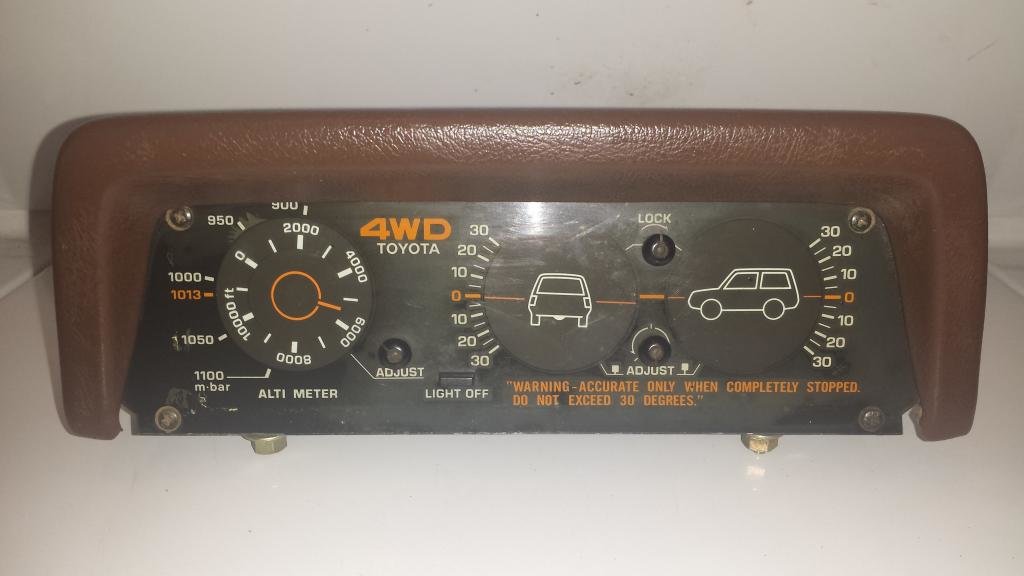 900
950
1000
1013
1050
1100
m·bar
0
2000
4000
6000
8000
10000ft
ALTI METER
ADJUST
4WD
TOYOTA
LIGHT OFF
30
20
10
0
10
20
30
LOCK
ADJUST
30
20
10
0
10
20
30
"WARNING-ACCURATE ONLY WHEN COMPLETELY STOPPED.
DO NOT EXCEED 30 DEGREES."